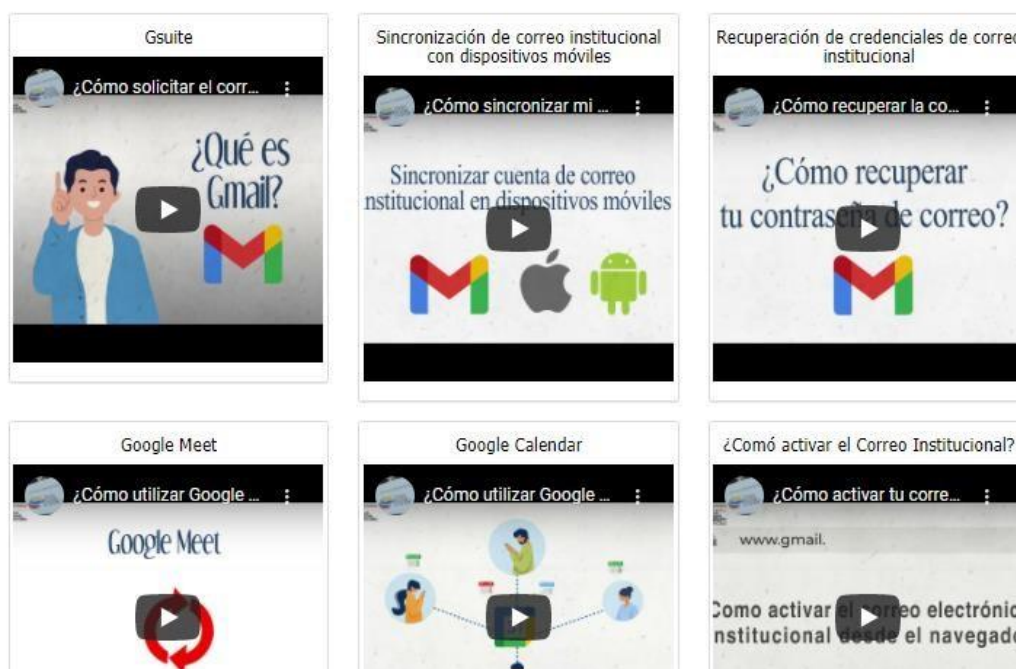 Gsuite
¿Cómo solicitar el corr...
¿Qué es
Gmail?
Sincronización de correo institucional
con dispositivos móviles
¿Cómo sincronizar mi ...
Sincronizar cuenta de correo
nstitucional en dispositivos móviles
Recuperación de credenciales de correo
institucional
¿Cómo recuperar la co...
¿Cómo recuperar
tu contraseña de correo?
Google Meet
¿Cómo utilizar Google ...
Google Meet
Google Calendar
¿Cómo utilizar Google ...
¿Comó activar el Correo Institucional?
¿Cómo activar tu corre...
www.gmail.
Como activar el correo electrónic
nstitucional desde el navegado